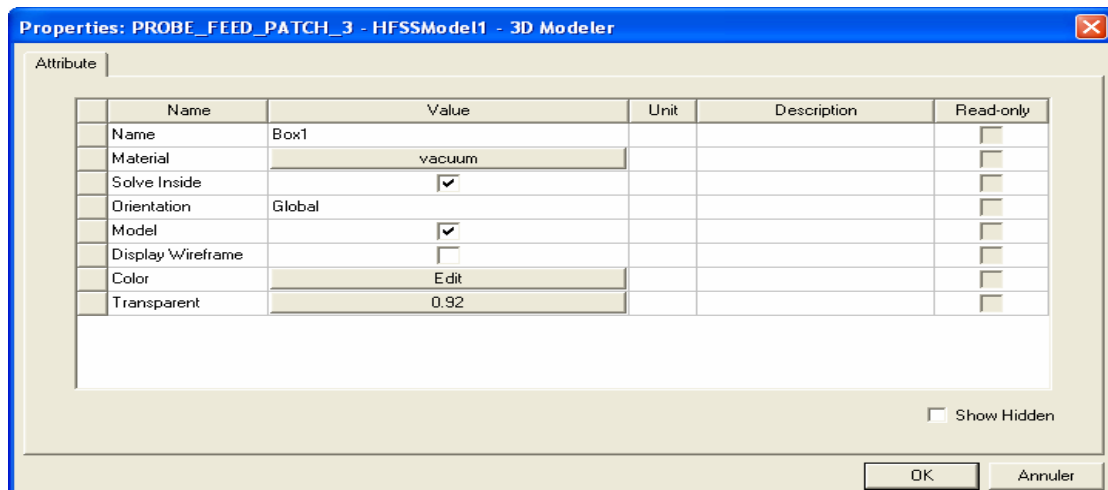 Properties: PROBE_FEED_PATCH_3 - HFSSModel1 - 3D Modeler
Attribute
Name Value Unit Description Read-only
Name Box1
Material vacuum
Solve Inside
Orientation Global
Model
Display Wireframe
Color Edit
Transparent 0.92
Show Hidden
OK Annuler